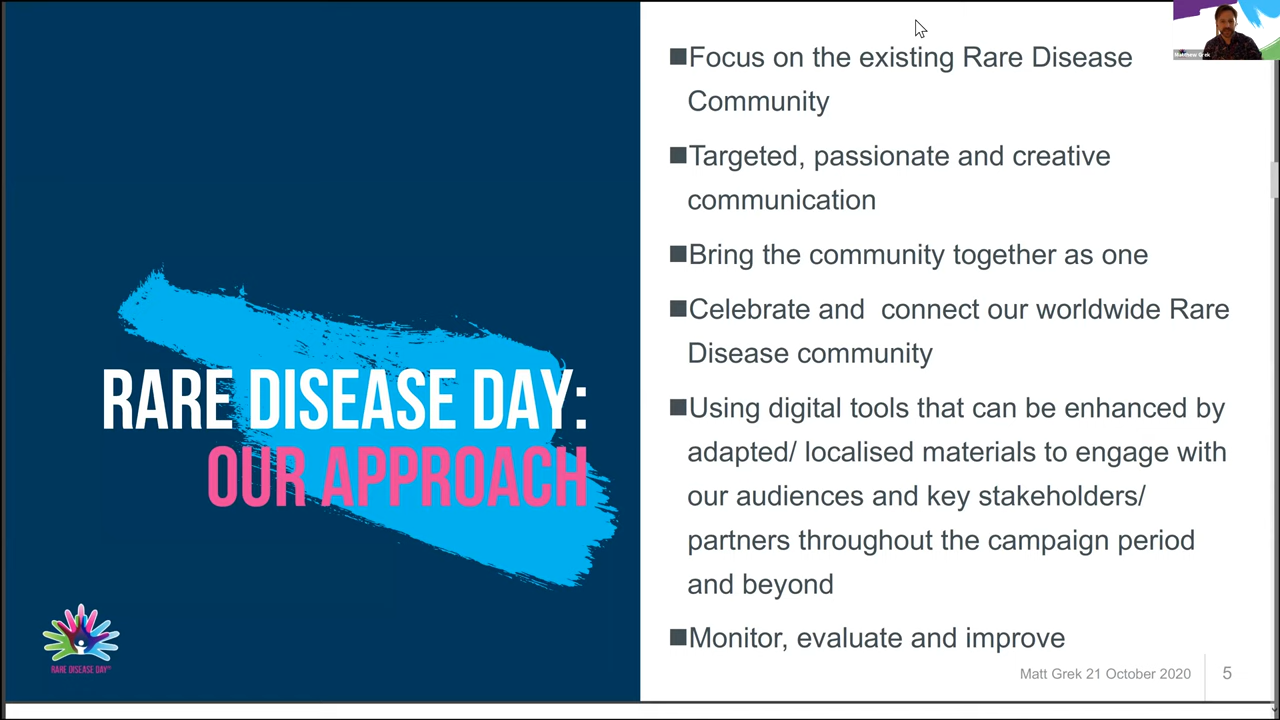 RARE DISEASE DAY:
OUR APPROACH
RARE DISEASE DAY®
■Focus on the existing Rare Disease
Community
■Targeted, passionate and creative
communication
■Bring the community together as one
■Celebrate and  connect our worldwide Rare
Disease community
■Using digital tools that can be enhanced by
adapted/ localised materials to engage with
our audiences and key stakeholders/
partners throughout the campaign period
and beyond
■Monitor, evaluate and improve
Matt Grek 21 October 2020
5
Matthew Grek